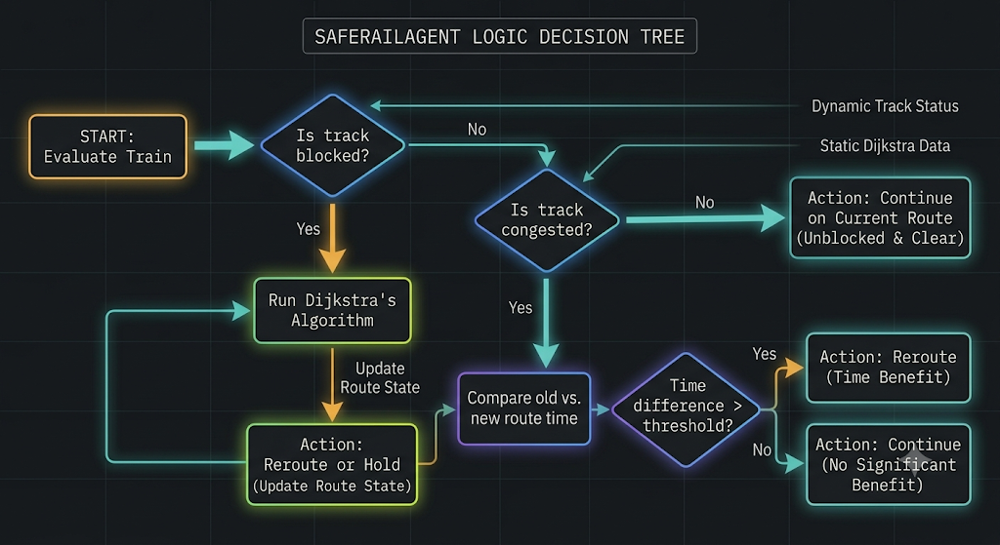 SAFERAILAGENT LOGIC DECISION TREE
START:
Evaluate Train
Is track
blocked?
No
Dynamic Track Status
Static Dijkstra Data
Is track
congested?
No
Action: Continue
on Current Route
(Unblocked & Clear)
Yes
Run Dijkstra's
Algorithm
Update
Route State
Action:
Reroute or Hold
(Update Route State)
Yes
Compare old vs.
new route time
Time
difference >
threshold?
Yes
Action: Reroute
(Time Benefit)
No
Action: Continue
(No Significant
Benefit)